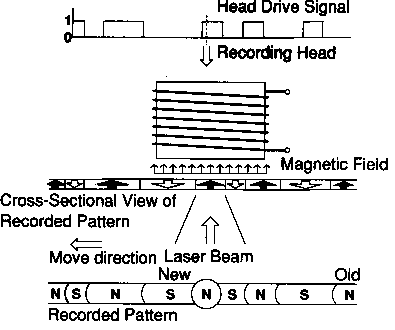 Head Drive Signal
1
0
Recording Head
Magnetic Field
Cross-Sectional View of
Recorded Pattern
Move direction Laser Beam
New Old
N S N S N S N S N
Recorded Pattern